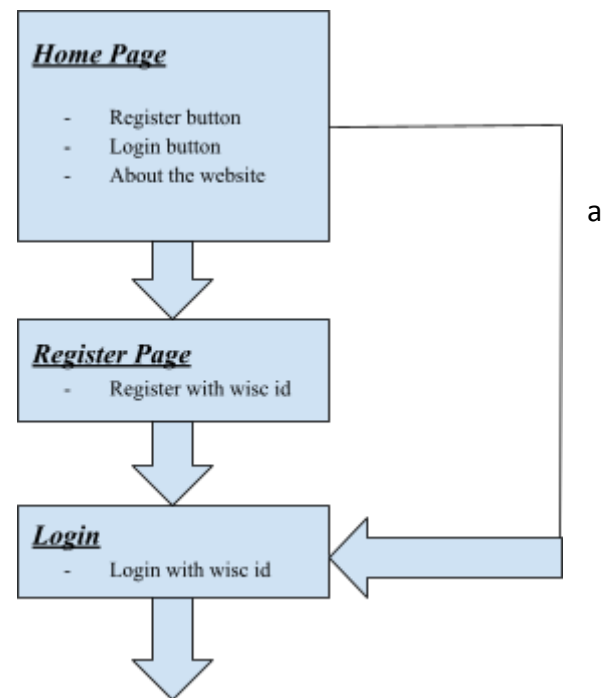 Home Page
- Register button
- Login button
- About the website
a
Register Page
- Register with wisc id
Login
- Login with wisc id